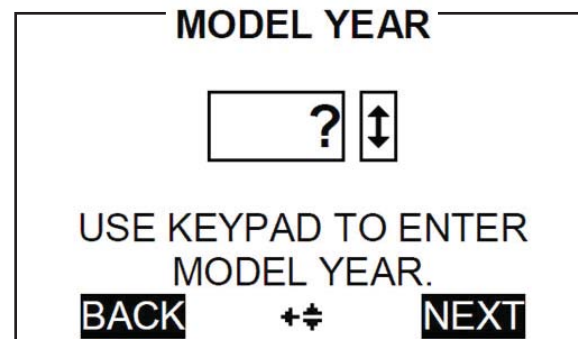 MODEL YEAR
?
USE KEYPAD TO ENTER
MODEL YEAR.
BACK NEXT